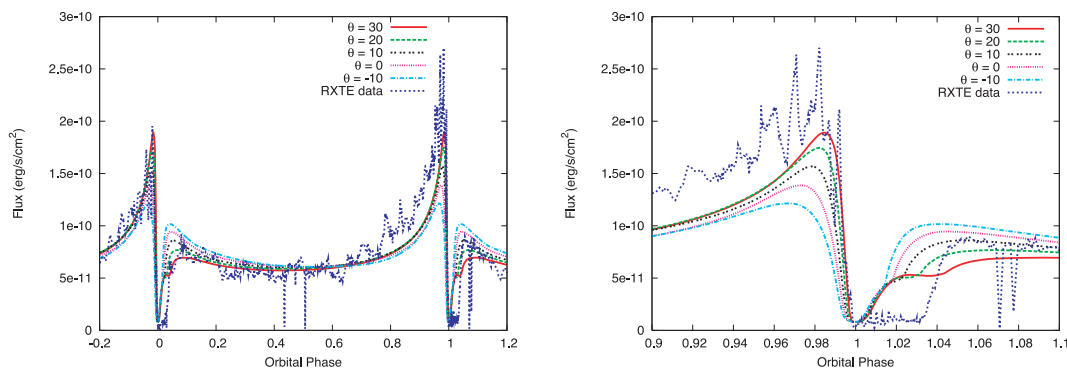 3e-10
2.5e-10
2e-10
1.5e-10
1e-10
5e-11
0
Flux (erg/s/cm²)
-0.2 0 0.2 0.4 0.6 0.8 1 1.2
Orbital Phase
θ = 30
θ = 20
θ = 10
θ = 0
θ = -10
RXTE data
3e-10
2.5e-10
2e-10
1.5e-10
1e-10
5e-11
0
Flux (erg/s/cm²)
0.9 0.92 0.94 0.96 0.98 1 1.02 1.04 1.06 1.08 1.1
Orbital Phase
θ = 30
θ = 20
θ = 10
θ = 0
θ = -10
RXTE data